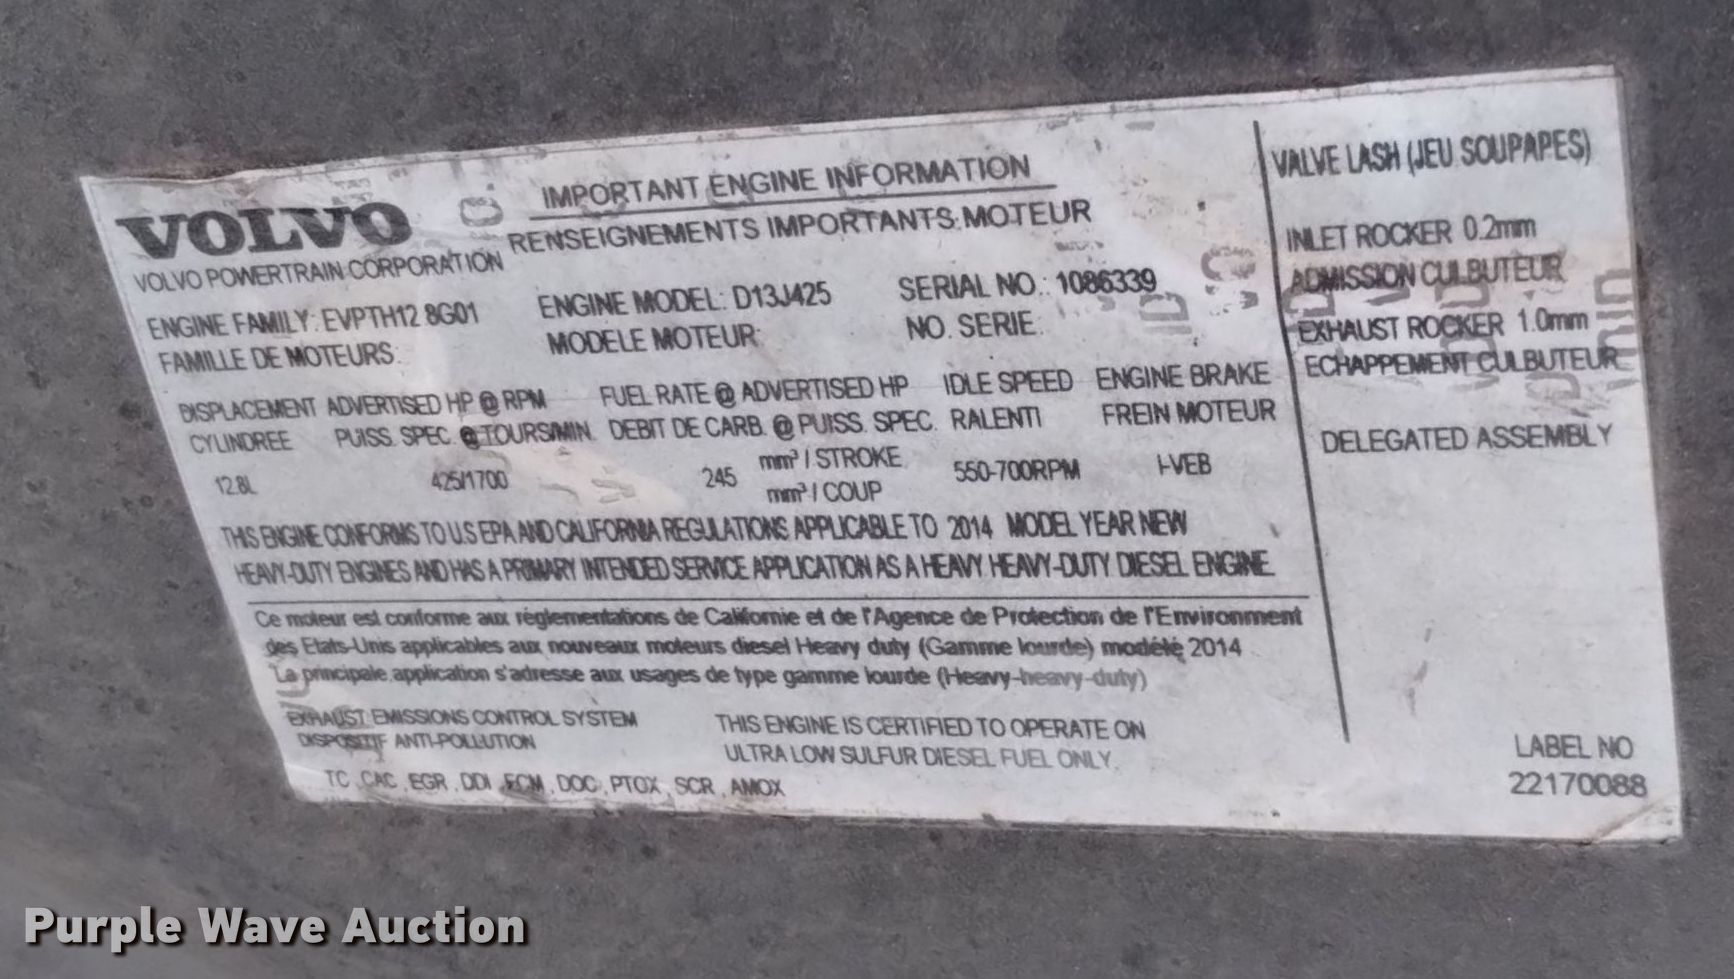 VOLVO
VOLVO POWERTRAIN CORPORATION
IMPORTANT ENGINE INFORMATION
RENSEIGNEMENTS IMPORTANTS MOTEUR
ENGINE FAMILY: EVPTH12.8G01
FAMILLE DE MOTEURS:
ENGINE MODEL: D13J425
MODELE MOTEUR:
SERIAL NO.: 1086339
NO. SERIE:
DISPLACEMENT ADVERTISED HP @ RPM FUEL RATE @ ADVERTISED HP IDLE SPEED ENGINE BRAKE
CYLINDREE PUISS. SPEC. @ TOURS/MIN. DEBIT DE CARB. @ PUISS. SPEC. RALENTI FREIN MOTEUR
12.8L 425/1700 245 mm³ / STROKE 550-700RPM I-VEB
mm³ / COUP
THIS ENGINE CONFORMS TO U.S EPA AND CALIFORNIA REGULATIONS APPLICABLE TO 2014 MODEL YEAR NEW
HEAVY-DUTY ENGINES AND HAS A PRIMARY INTENDED SERVICE APPLICATION AS A HEAVY HEAVY-DUTY DIESEL ENGINE.
Ce moteur est conforme aux réglementations de Californie et de l'Agence de Protection de l'Environment
des Etats-Unis applicables aux nouveaux moteurs diesel Heavy duty (Gamme lourde) modélé 2014
La principale application s'adresse aux usages de type gamme lourde (Heavy-heavy-duty)
EXHAUST EMISSIONS CONTROL SYSTEM
DISPOSITIF ANTI-POLLUTION
TC , CAC , EGR , DDI , ECM , DOC , PTOX , SCR , AMOX
THIS ENGINE IS CERTIFIED TO OPERATE ON
ULTRA LOW SULFUR DIESEL FUEL ONLY.
VALVE LASH (JEU SOUPAPES)
INLET ROCKER 0.2mm
ADMISSION CULBUTEUR
EXHAUST ROCKER 1.0mm
ECHAPPEMENT CULBUTEUR
DELEGATED ASSEMBLY
LABEL NO
22170088
Purple Wave Auction